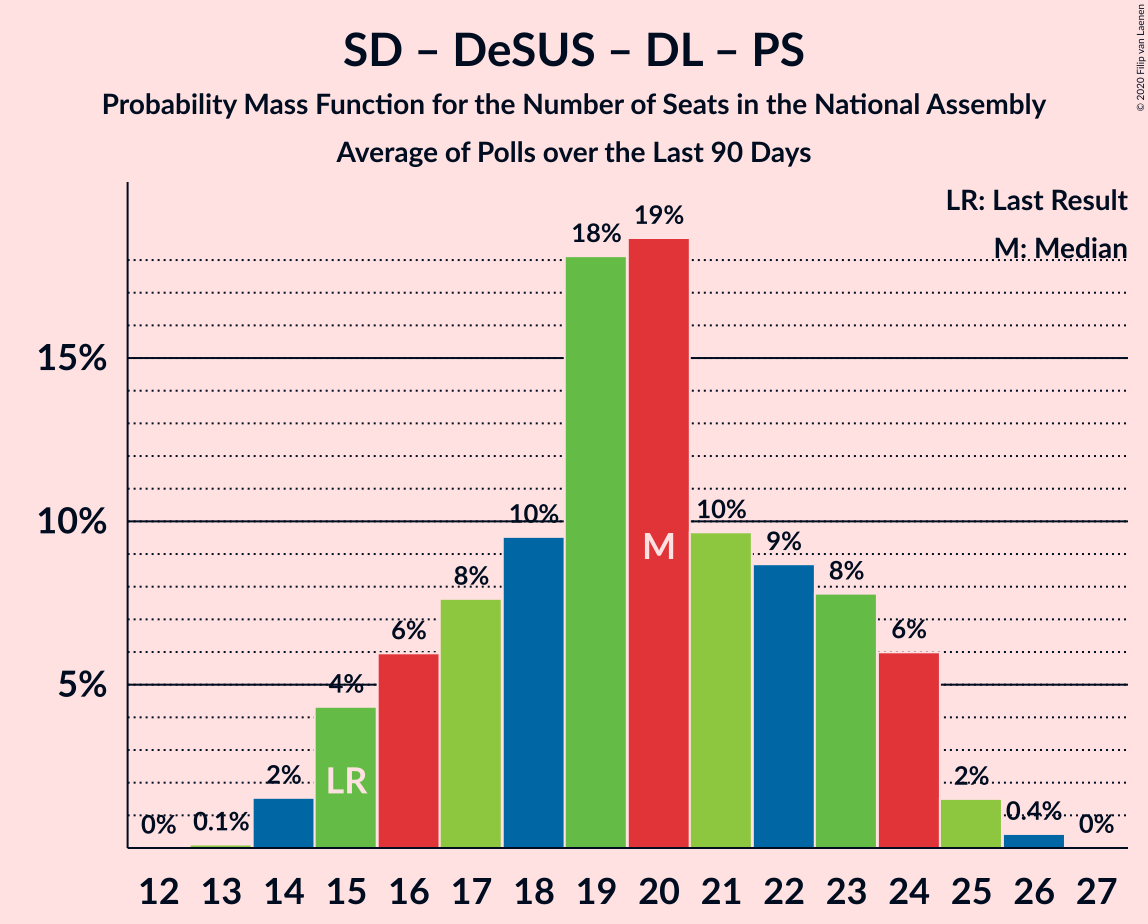 SD – DeSUS – DL – PS
Probability Mass Function for the Number of Seats in the National Assembly
Average of Polls over the Last 90 Days
© 2020 Filip van Laenen
LR: Last Result
M: Median
15%
10%
5%
0%
0.1%
2%
4%
6%
8%
10%
18%
19%
10%
9%
8%
6%
2%
0.4%
0%
LR
M
12 13 14 15 16 17 18 19 20 21 22 23 24 25 26 27